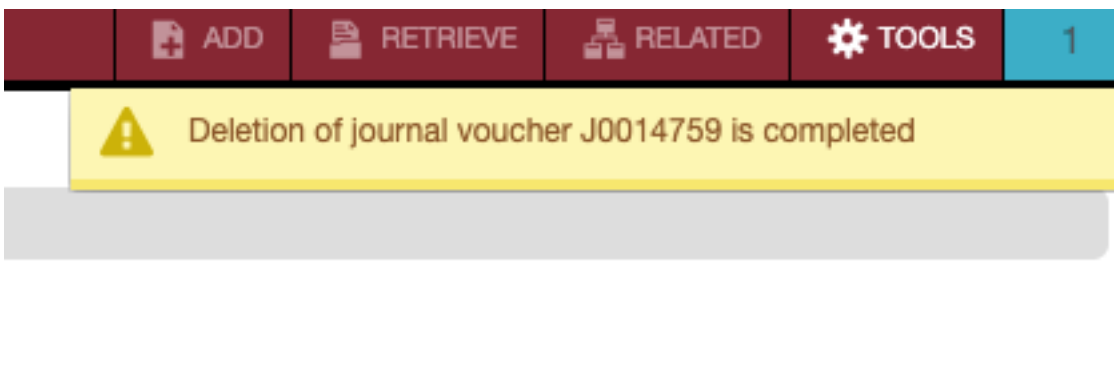 ADD RETRIEVE RELATED TOOLS 1
Deletion of journal voucher J0014759 is completed